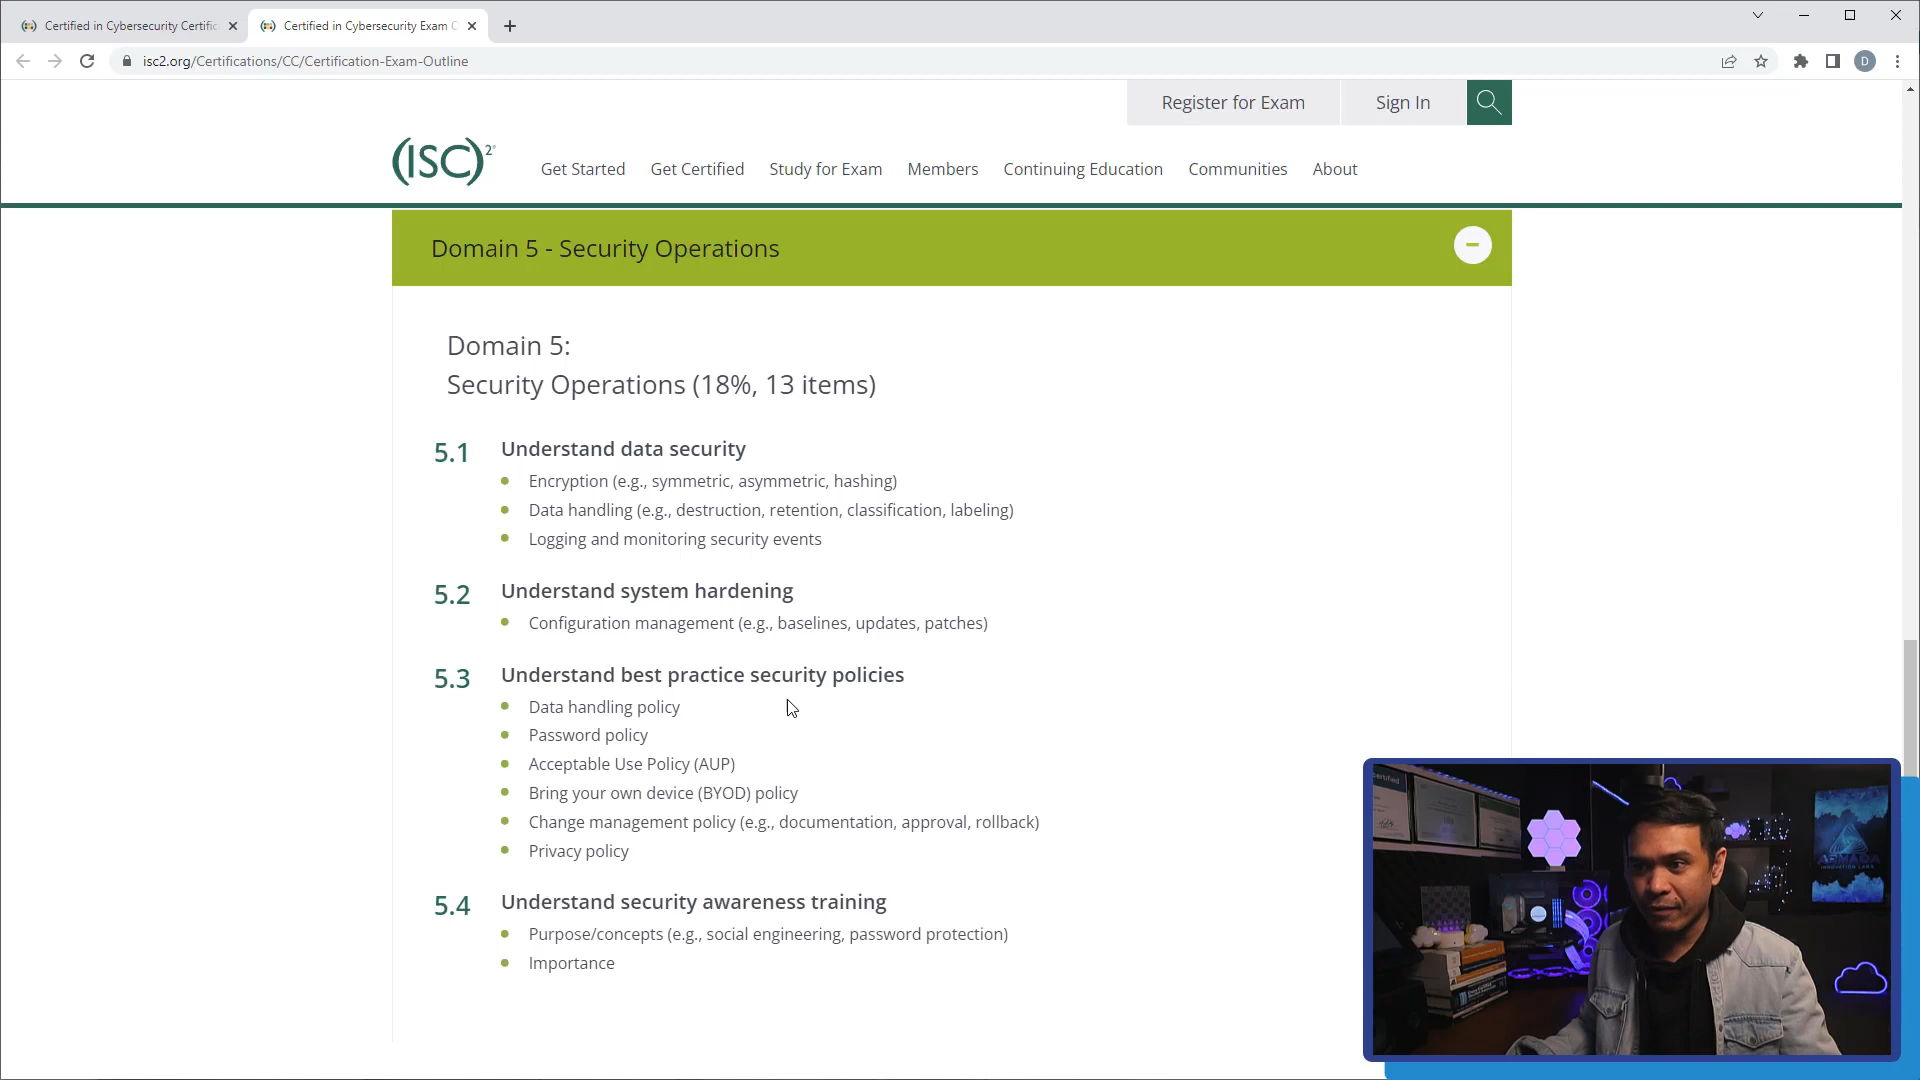 Certified in Cybersecurity Certific
Certified in Cybersecurity Exam O
isc2.org/Certifications/CC/Certification-Exam-Outline
D
Register for Exam
Sign In
(ISC)²
Get Started
Get Certified
Study for Exam
Members
Continuing Education
Communities
About
Domain 5 - Security Operations
Domain 5:
Security Operations (18%, 13 items)
5.1 Understand data security
Encryption (e.g., symmetric, asymmetric, hashing)
Data handling (e.g., destruction, retention, classification, labeling)
Logging and monitoring security events
5.2 Understand system hardening
Configuration management (e.g., baselines, updates, patches)
5.3 Understand best practice security policies
Data handling policy
Password policy
Acceptable Use Policy (AUP)
Bring your own device (BYOD) policy
Change management policy (e.g., documentation, approval, rollback)
Privacy policy
5.4 Understand security awareness training
Purpose/concepts (e.g., social engineering, password protection)
Importance
ARMADA
INNOVATION LABS